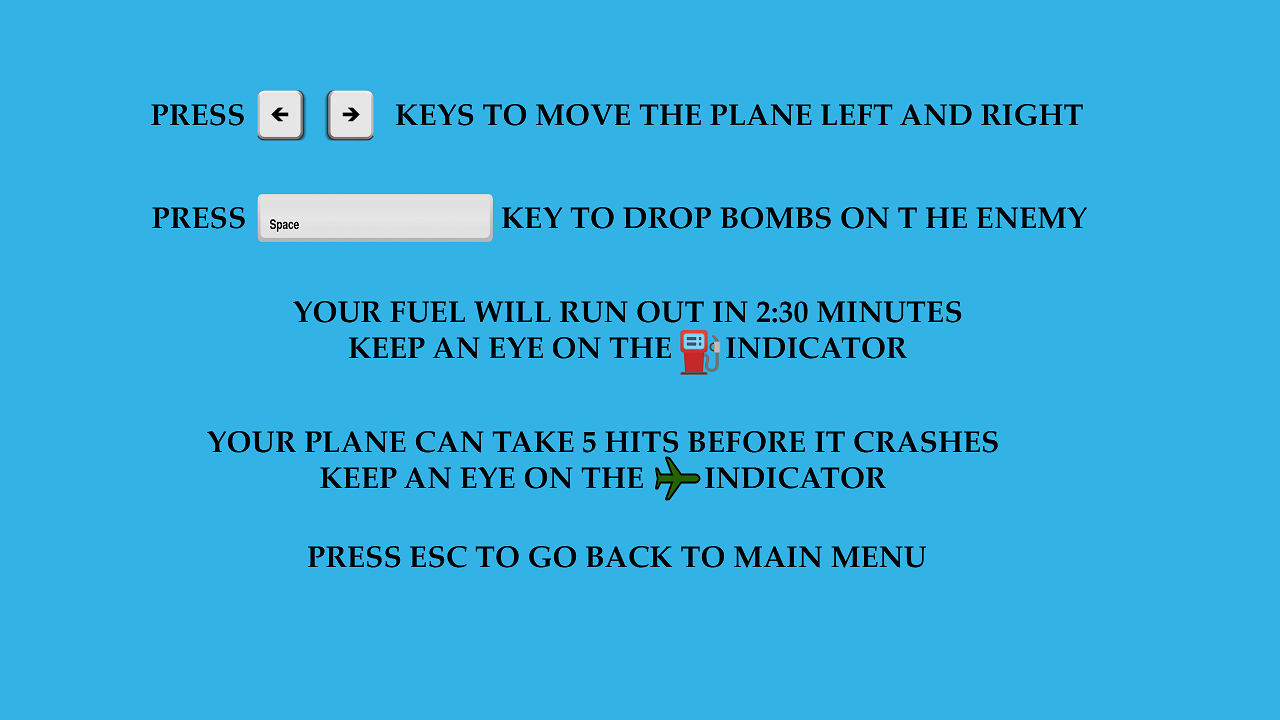 PRESS ← → KEYS TO MOVE THE PLANE LEFT AND RIGHT
PRESS Space KEY TO DROP BOMBS ON T HE ENEMY
YOUR FUEL WILL RUN OUT IN 2:30 MINUTES
KEEP AN EYE ON THE INDICATOR
YOUR PLANE CAN TAKE 5 HITS BEFORE IT CRASHES
KEEP AN EYE ON THE INDICATOR
PRESS ESC TO GO BACK TO MAIN MENU